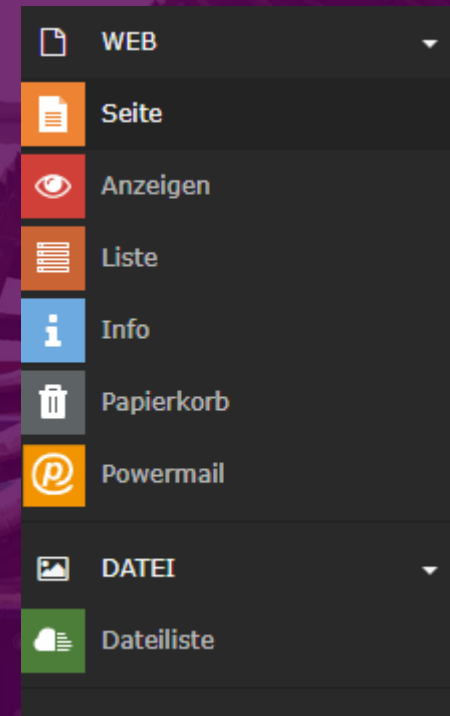 WEB
Seite
Anzeigen
Liste
Info
Papierkorb
Powermail
DATEI
Dateiliste